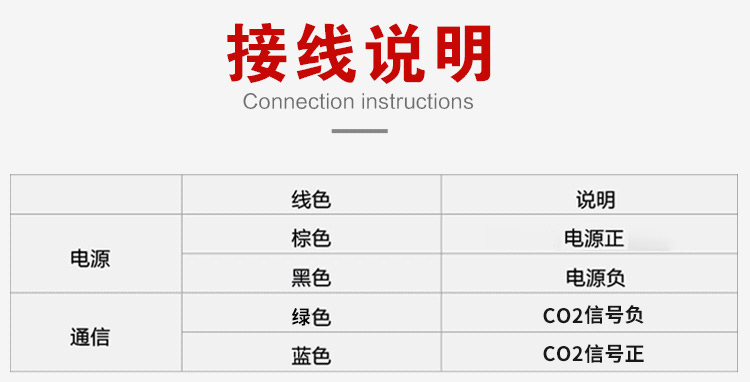 接线说明
Connection instructions
线色 说明
电源 棕色 电源正
黑色 电源负
通信 绿色 CO2信号负
蓝色 CO2信号正